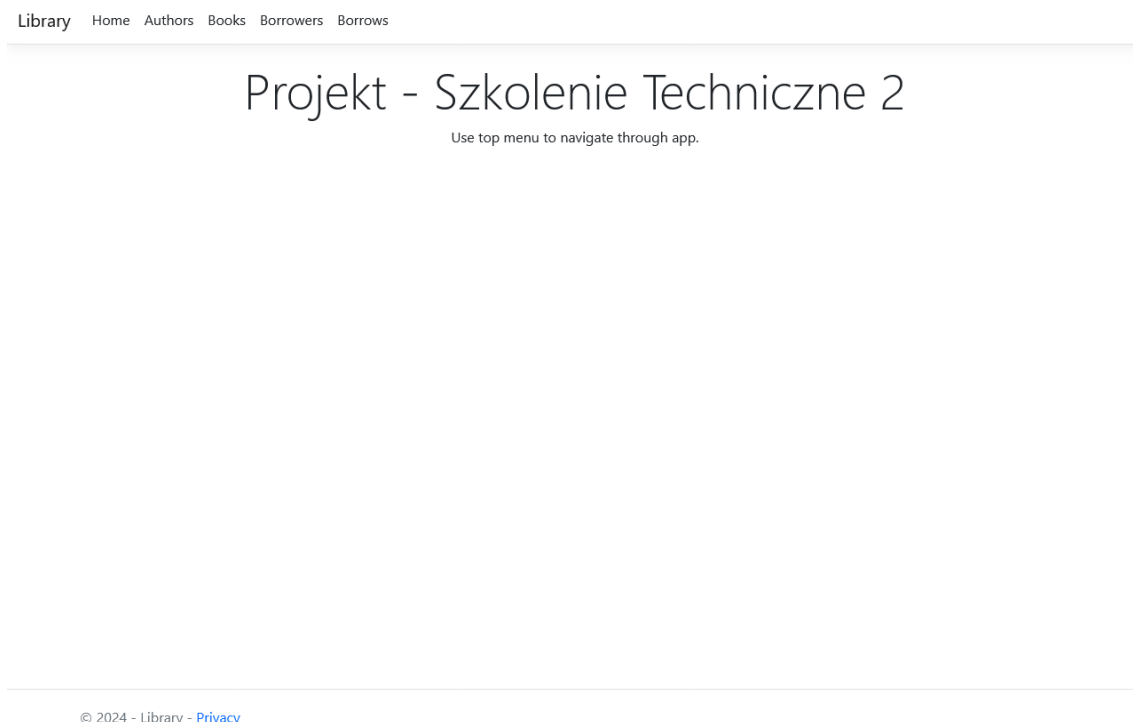 Library Home Authors Books Borrowers Borrows
Projekt - Szkolenie Techniczne 2
Use top menu to navigate through app.
© 2024 - Library - Privacy